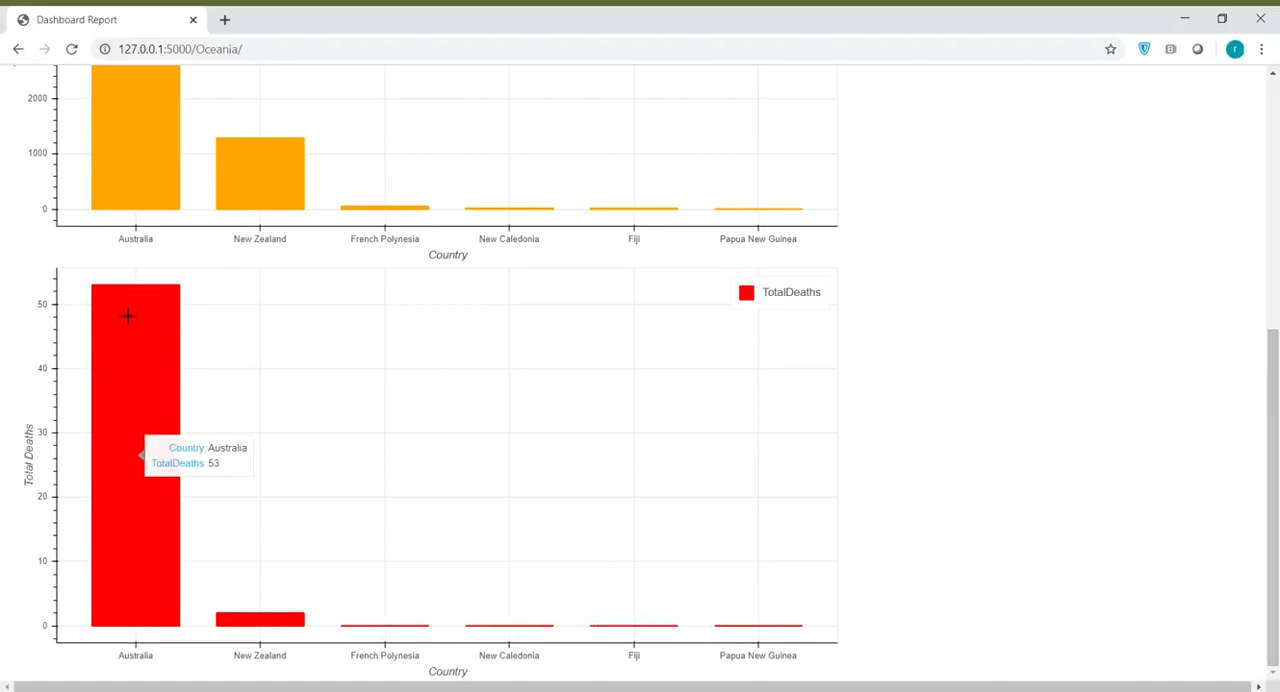 Dashboard Report
127.0.0.1:5000/Oceania/
r
2000
1000
0
Australia New Zealand French Polynesia New Caledonia Fiji Papua New Guinea
Country
TotalDeaths
50
40
30
20
10
0
Total Deaths
Country Australia
TotalDeaths 53
Australia New Zealand French Polynesia New Caledonia Fiji Papua New Guinea
Country